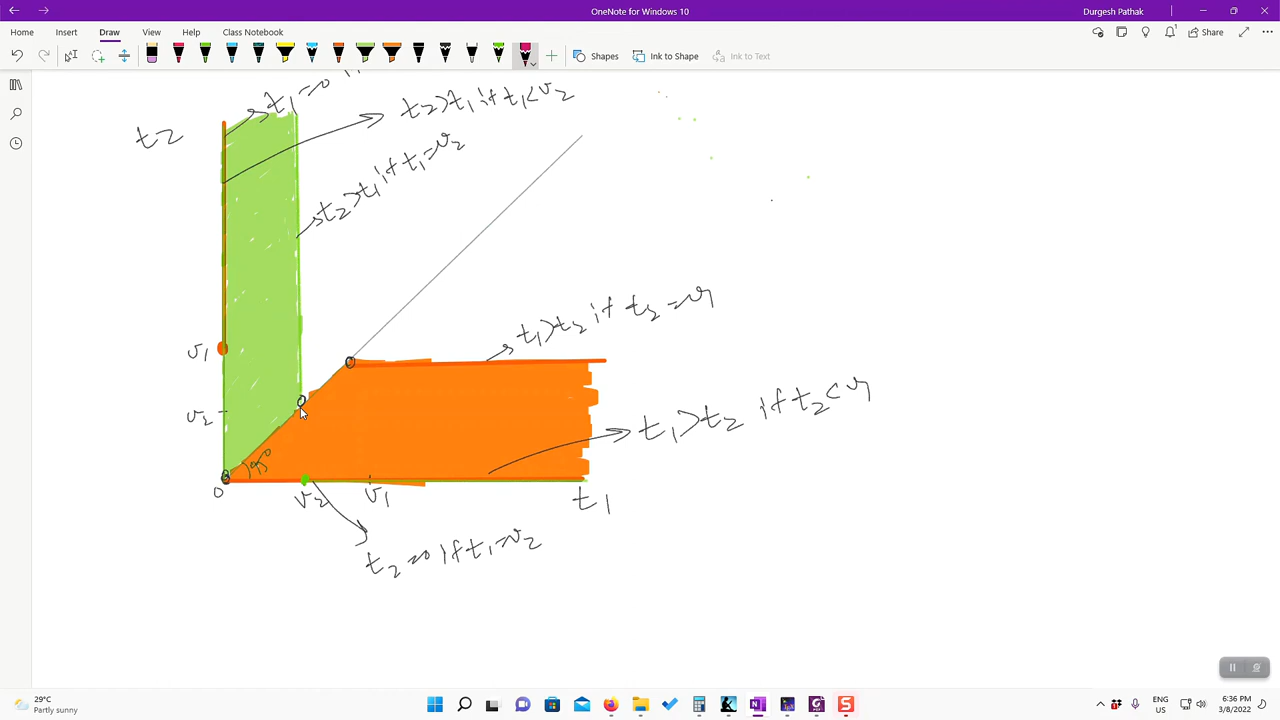 OneNote for Windows 10
Durgesh Pathak
Home Insert Draw View Help Class Notebook
Share
Shapes Ink to Shape Ink to Text
t1=0
t2>t1 if t1<v2
t2
t2>t1 if t1=v2
t1>t2 if t2=v1
v1
t1>t2 if t2<v1
v2
45°
0
v2 v1
t1
t2=0 if t1=v2
29°C
Partly sunny
ENG
US
6:36 PM
3/8/2022